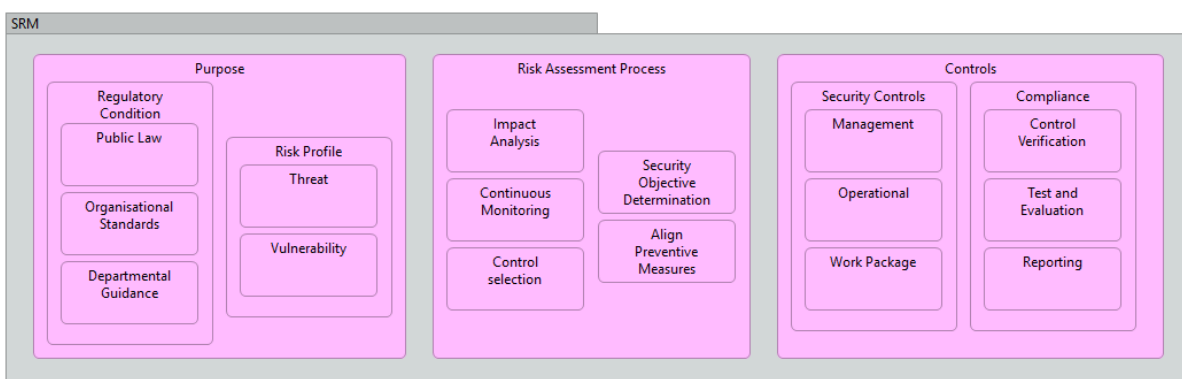 SRM
Purpose
Regulatory
Condition
Public Law
Organisational
Standards
Departmental
Guidance
Risk Profile
Threat
Vulnerability
Risk Assessment Process
Impact
Analysis
Continuous
Monitoring
Control
selection
Security
Objective
Determination
Align
Preventive
Measures
Controls
Security Controls
Management
Operational
Work Package
Compliance
Control
Verification
Test and
Evaluation
Reporting